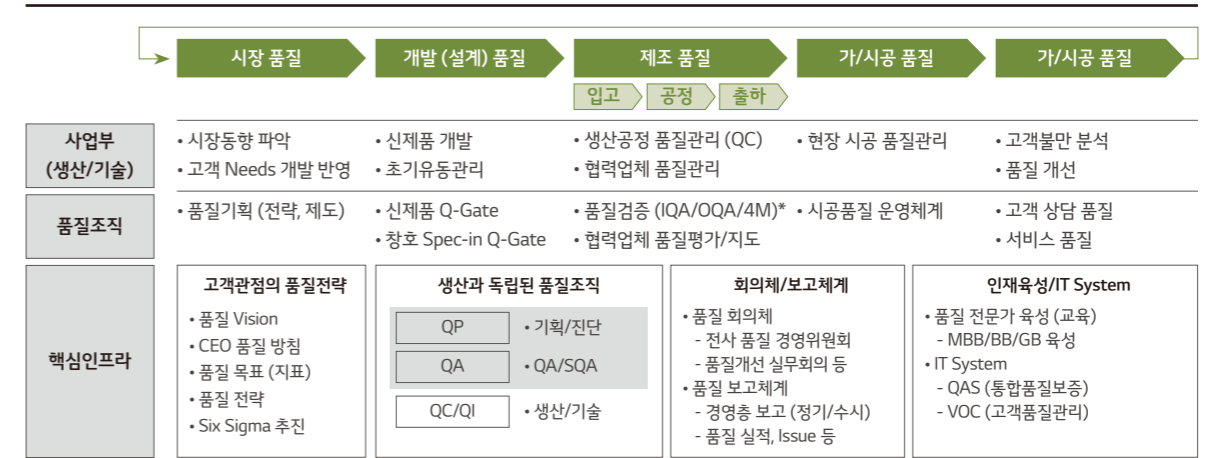 시장 품질
개발 (설계) 품질
제조 품질
가/시공 품질
가/시공 품질
입고
공정
출하
사업부
(생산/기술)
• 시장동향 파악
• 고객 Needs 개발 반영
• 신제품 개발
• 초기유동관리
• 생산공정 품질관리 (QC)
• 협력업체 품질관리
• 현장 시공 품질관리
• 고객불만 분석
• 품질 개선
품질조직
• 품질기획 (전략, 제도)
• 신제품 Q-Gate
• 창호 Spec-in Q-Gate
• 품질검증 (IQA/OQA/4M)*
• 협력업체 품질평가/지도
• 시공품질 운영체계
• 고객 상담 품질
• 서비스 품질
핵심인프라
고객관점의 품질전략
• 품질 Vision
• CEO 품질 방침
• 품질 목표 (지표)
• 품질 전략
• Six Sigma 추진
생산과 독립된 품질조직
QP
• 기획/진단
QA
• QA/SQA
QC/QI
• 생산/기술
회의체/보고체계
• 품질 회의체
- 전사 품질 경영위원회
- 품질개선 실무회의 등
• 품질 보고체계
- 경영층 보고 (정기/수시)
- 품질 실적, Issue 등
인재육성/IT System
• 품질 전문가 육성 (교육)
- MBB/BB/GB 육성
• IT System
- QAS (통합품질보증)
- VOC (고객품질관리)